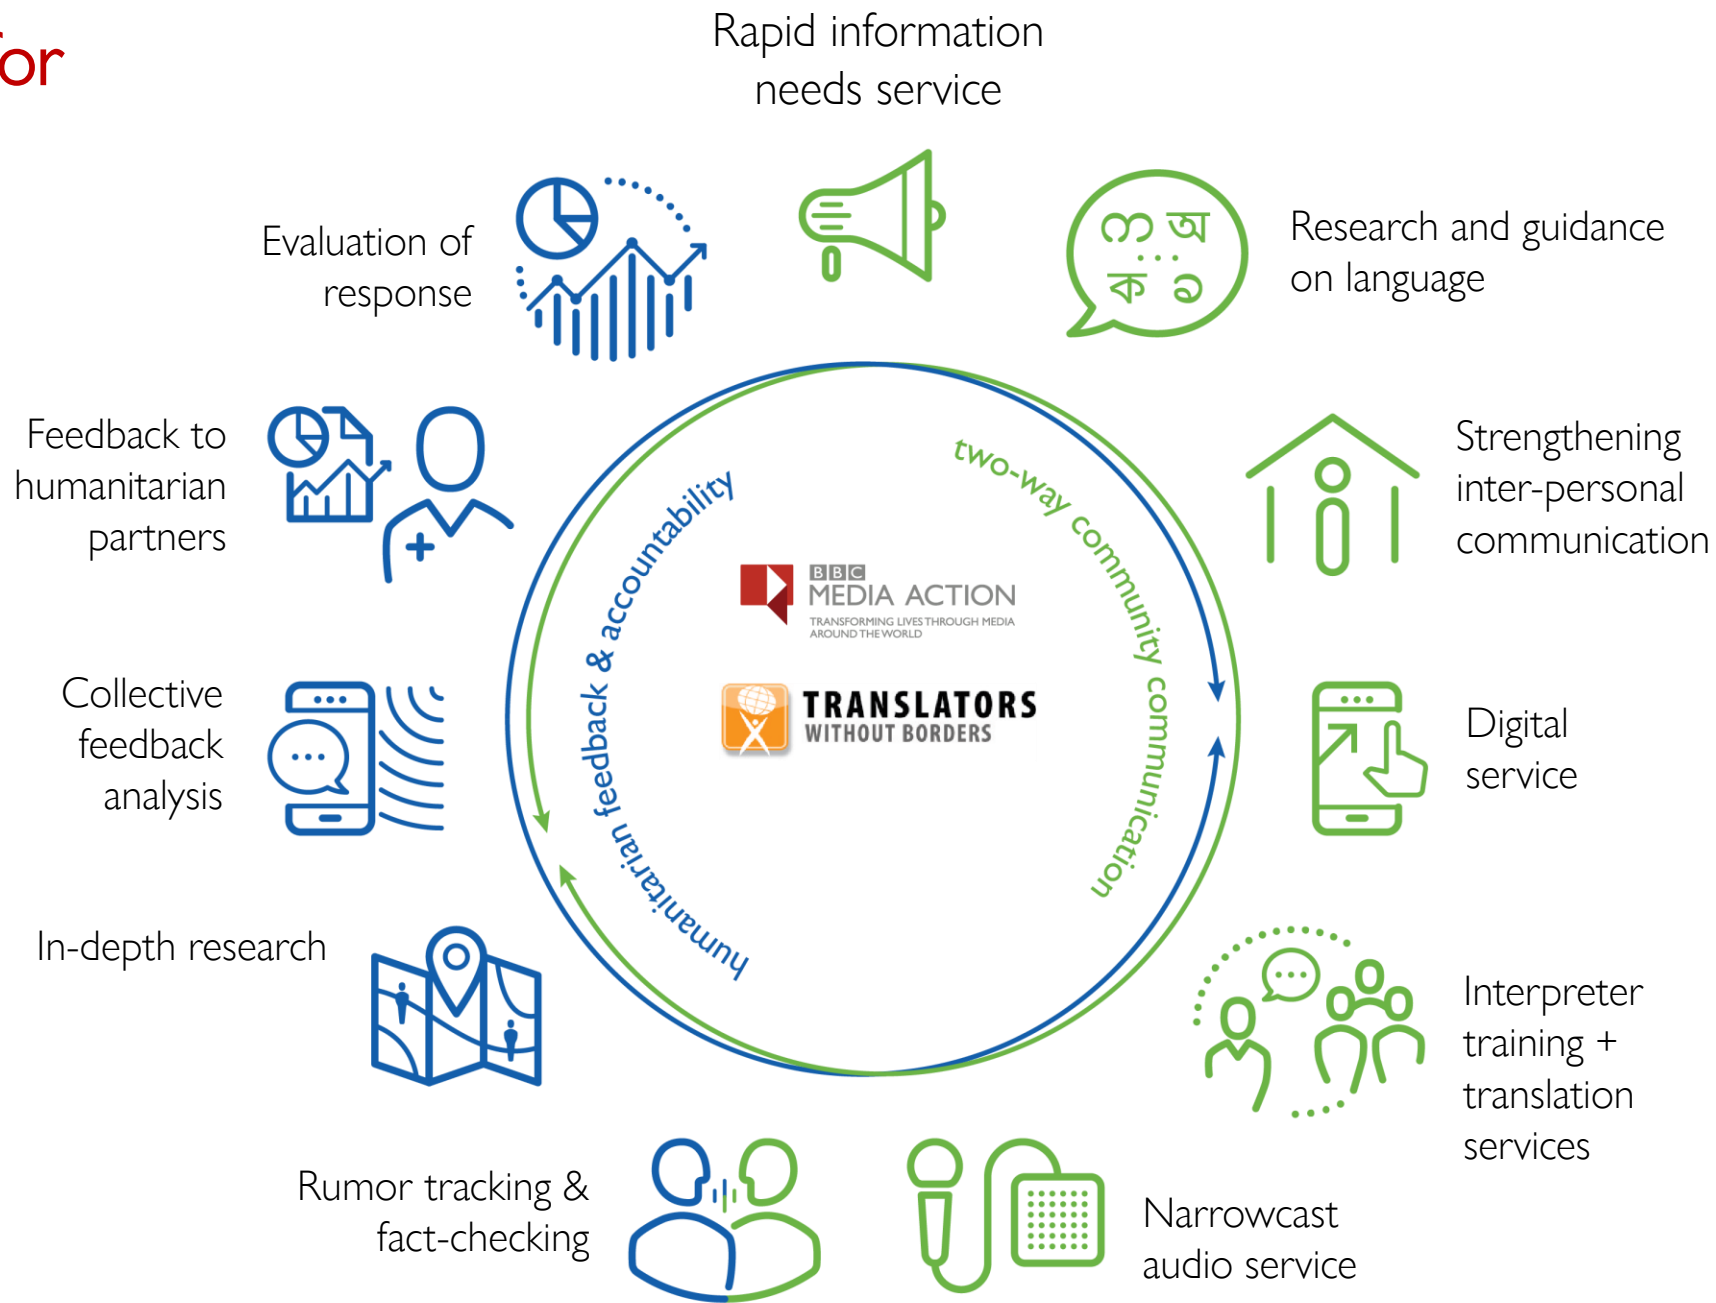 for
Rapid information
needs service
Evaluation of
response
က অ
ক ၁
Research and guidance
on language
Feedback to
humanitarian
partners
Strengthening
inter-personal
communication
humanitarian feedback & accountability
two-way community communication
BBC
MEDIA ACTION
TRANSFORMING LIVES THROUGH MEDIA
AROUND THE WORLD
TRANSLATORS
WITHOUT BORDERS
Collective
feedback
analysis
Digital
service
In-depth research
Interpreter
training +
translation
services
Rumor tracking &
fact-checking
Narrowcast
audio service